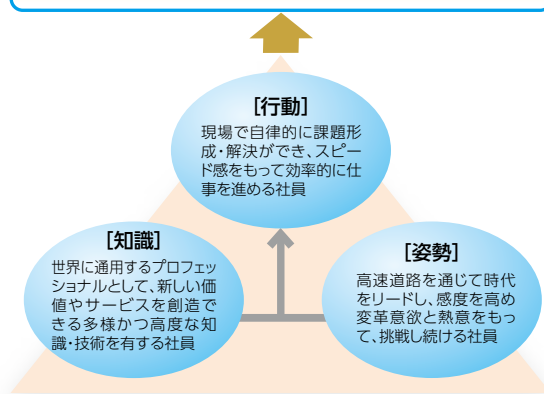 [行動]
現場で自律的に課題形
成・解決ができ、スピー
ド感をもって効率的に仕
事を進める社員
[知識]
世界に通用するプロフェッ
ショナルとして、新しい価
値やサービスを創造で
きる多様かつ高度な知
識・技術を有する社員
[姿勢]
高速道路を通じて時代
をリードし、感度を高め
変革意欲と熱意をもっ
て、挑戦し続ける社員